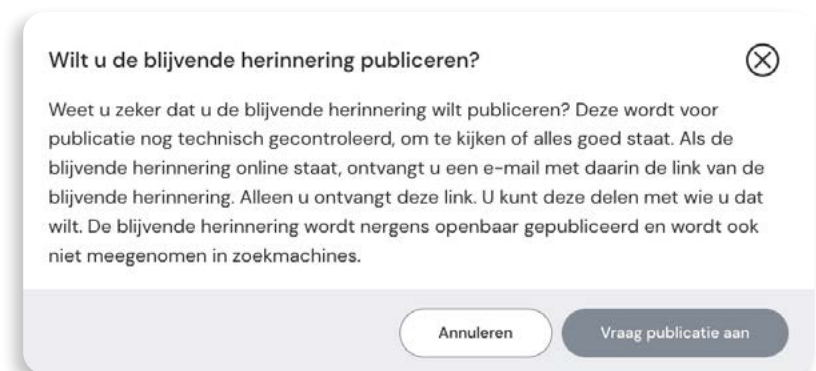 Wilt u de blijvende herinnering publiceren?
Weet u zeker dat u de blijvende herinnering wilt publiceren? Deze wordt voor
publicatie nog technisch gecontroleerd, om te kijken of alles goed staat. Als de
blijvende herinnering online staat, ontvangt u een e-mail met daarin de link van de
blijvende herinnering. Alleen u ontvangt deze link. U kunt deze delen met wie u dat
wilt. De blijvende herinnering wordt nergens openbaar gepubliceerd en wordt ook
niet meegenomen in zoekmachines.
Annuleren
Vraag publicatie aan